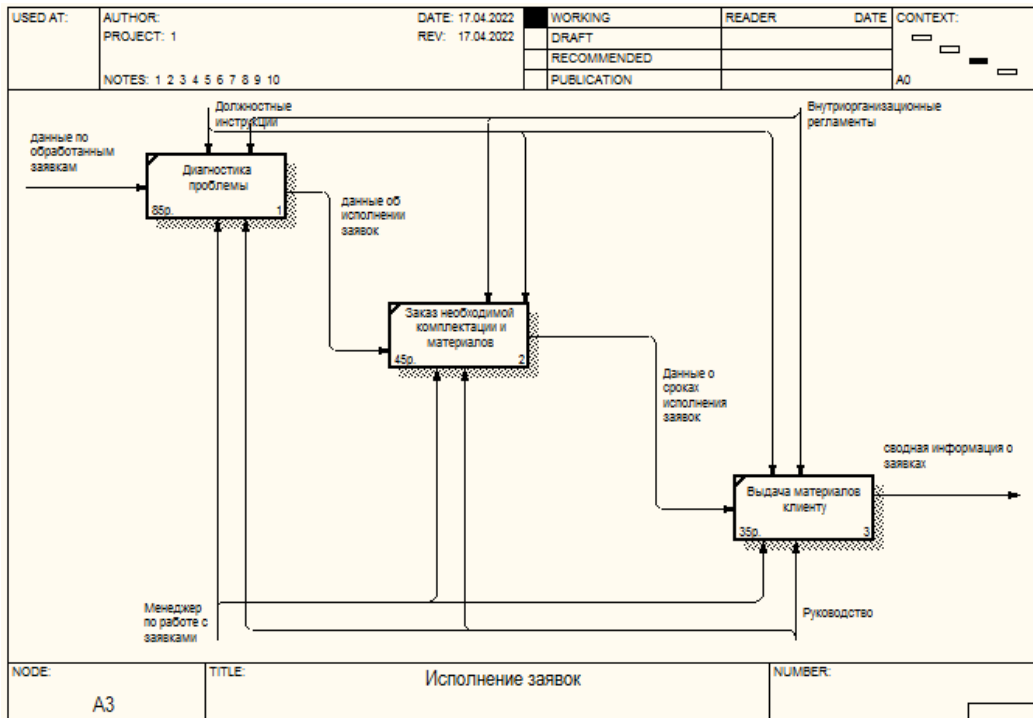 USED AT:
AUTHOR:
DATE: 17.04.2022
PROJECT: 1
REV: 17.04.2022
NOTES: 1 2 3 4 5 6 7 8 9 10
WORKING
DRAFT
RECOMMENDED
PUBLICATION
READER
DATE
CONTEXT:
A0
Должностные
инструкции
Внутриорганизационные
регламенты
данные по
обработанным
заявкам
Диагностика
проблемы
85р.
1
данные об
исполнении
заявок
Заказ необходимой
комплектации и
материалов
45р.
2
Данные о
сроках
исполнения
заявок
сводная информация о
заявках
Выдача материалов
клиенту
35р.
3
Менеджер
по работе с
заявками
Руководство
NODE:
A3
TITLE:
Исполнение заявок
NUMBER: